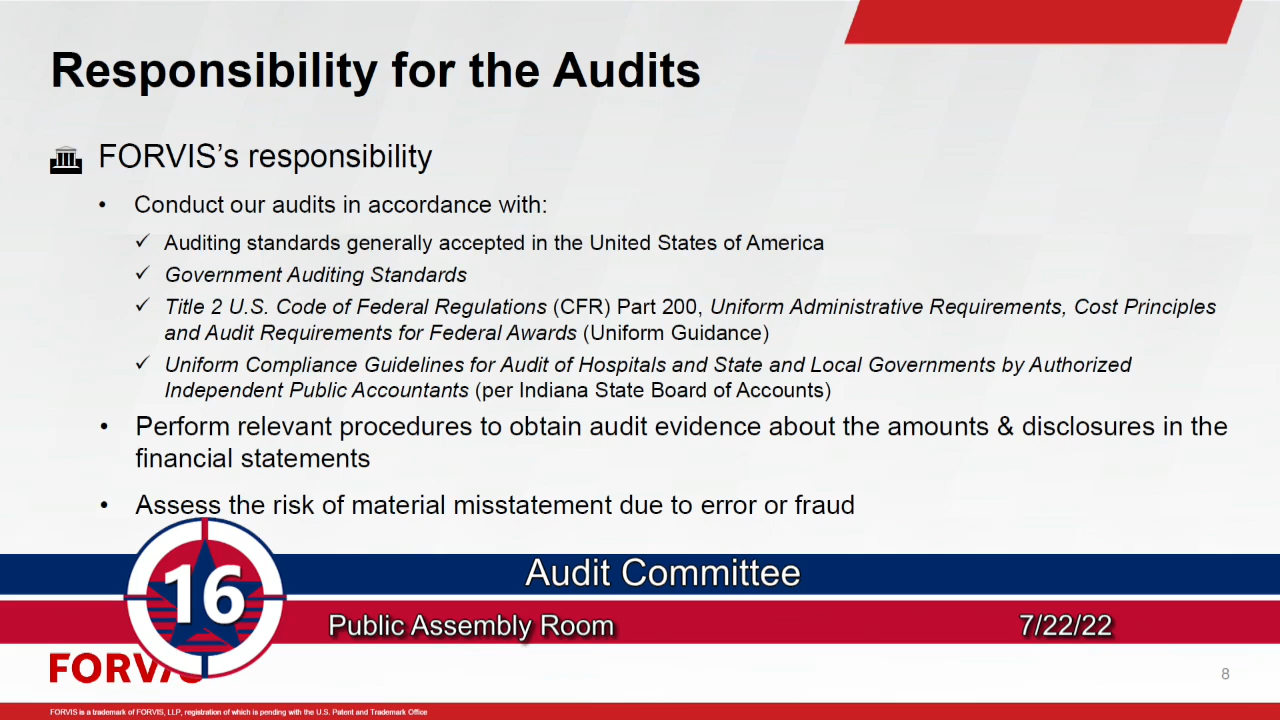 Responsibility for the Audits
FORVIS’s responsibility
• Conduct our audits in accordance with:
✓ Auditing standards generally accepted in the United States of America
✓ Government Auditing Standards
✓ Title 2 U.S. Code of Federal Regulations (CFR) Part 200, Uniform Administrative Requirements, Cost Principles
and Audit Requirements for Federal Awards (Uniform Guidance)
✓ Uniform Compliance Guidelines for Audit of Hospitals and State and Local Governments by Authorized
Independent Public Accountants (per Indiana State Board of Accounts)
• Perform relevant procedures to obtain audit evidence about the amounts & disclosures in the
financial statements
• Assess the risk of material misstatement due to error or fraud
16
Audit Committee
Public Assembly Room 7/22/22
FORVIS
8
FORVIS is a trademark of FORVIS, LLP, registration of which is pending with the U.S. Patent and Trademark Office